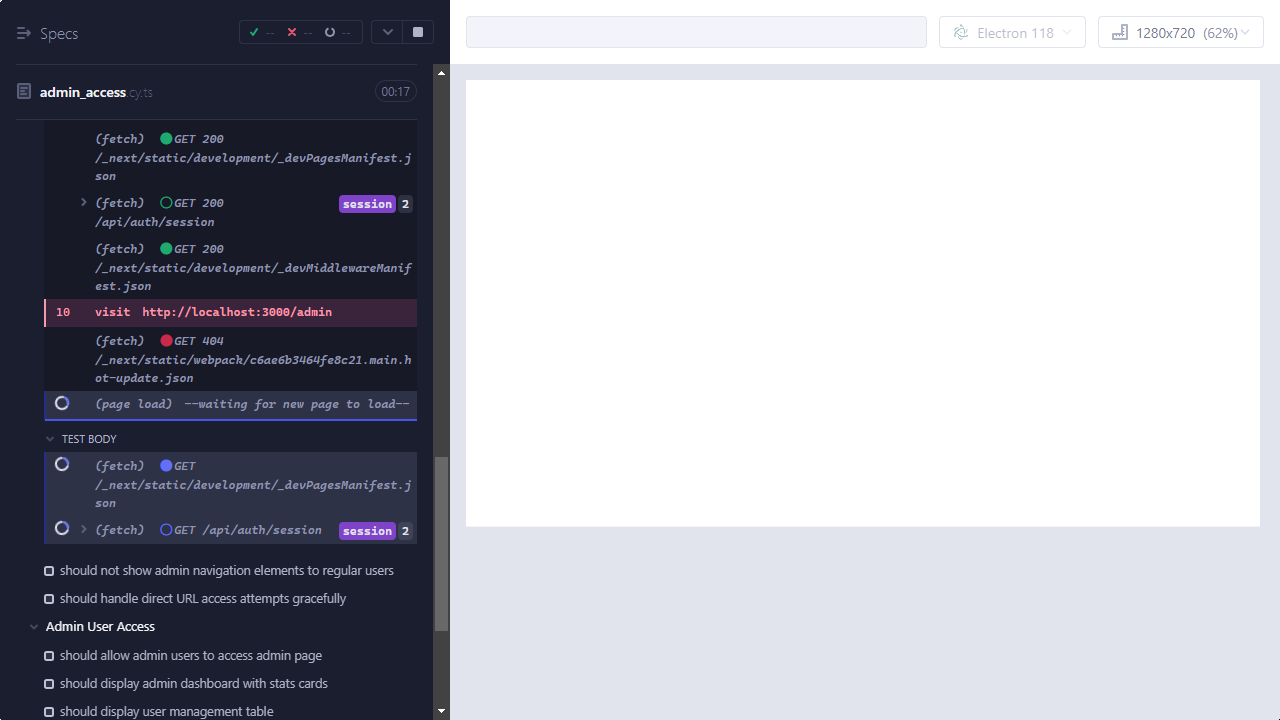 Specs
-- -- --
Electron 118
1280x720 (62%)
admin_access.cy.ts
00:17
(fetch) GET 200
/_next/static/development/_devPagesManifest.j
son
(fetch) GET 200 session 2
/api/auth/session
(fetch) GET 200
/_next/static/development/_devMiddlewareManif
est.json
10 visit http://localhost:3000/admin
(fetch) GET 404
/_next/static/webpack/c6ae6b3464fe8c21.main.h
ot-update.json
(page load) --waiting for new page to load--
TEST BODY
(fetch) GET
/_next/static/development/_devPagesManifest.j
son
(fetch) GET /api/auth/session session 2
should not show admin navigation elements to regular users
should handle direct URL access attempts gracefully
Admin User Access
should allow admin users to access admin page
should display admin dashboard with stats cards
should display user management table